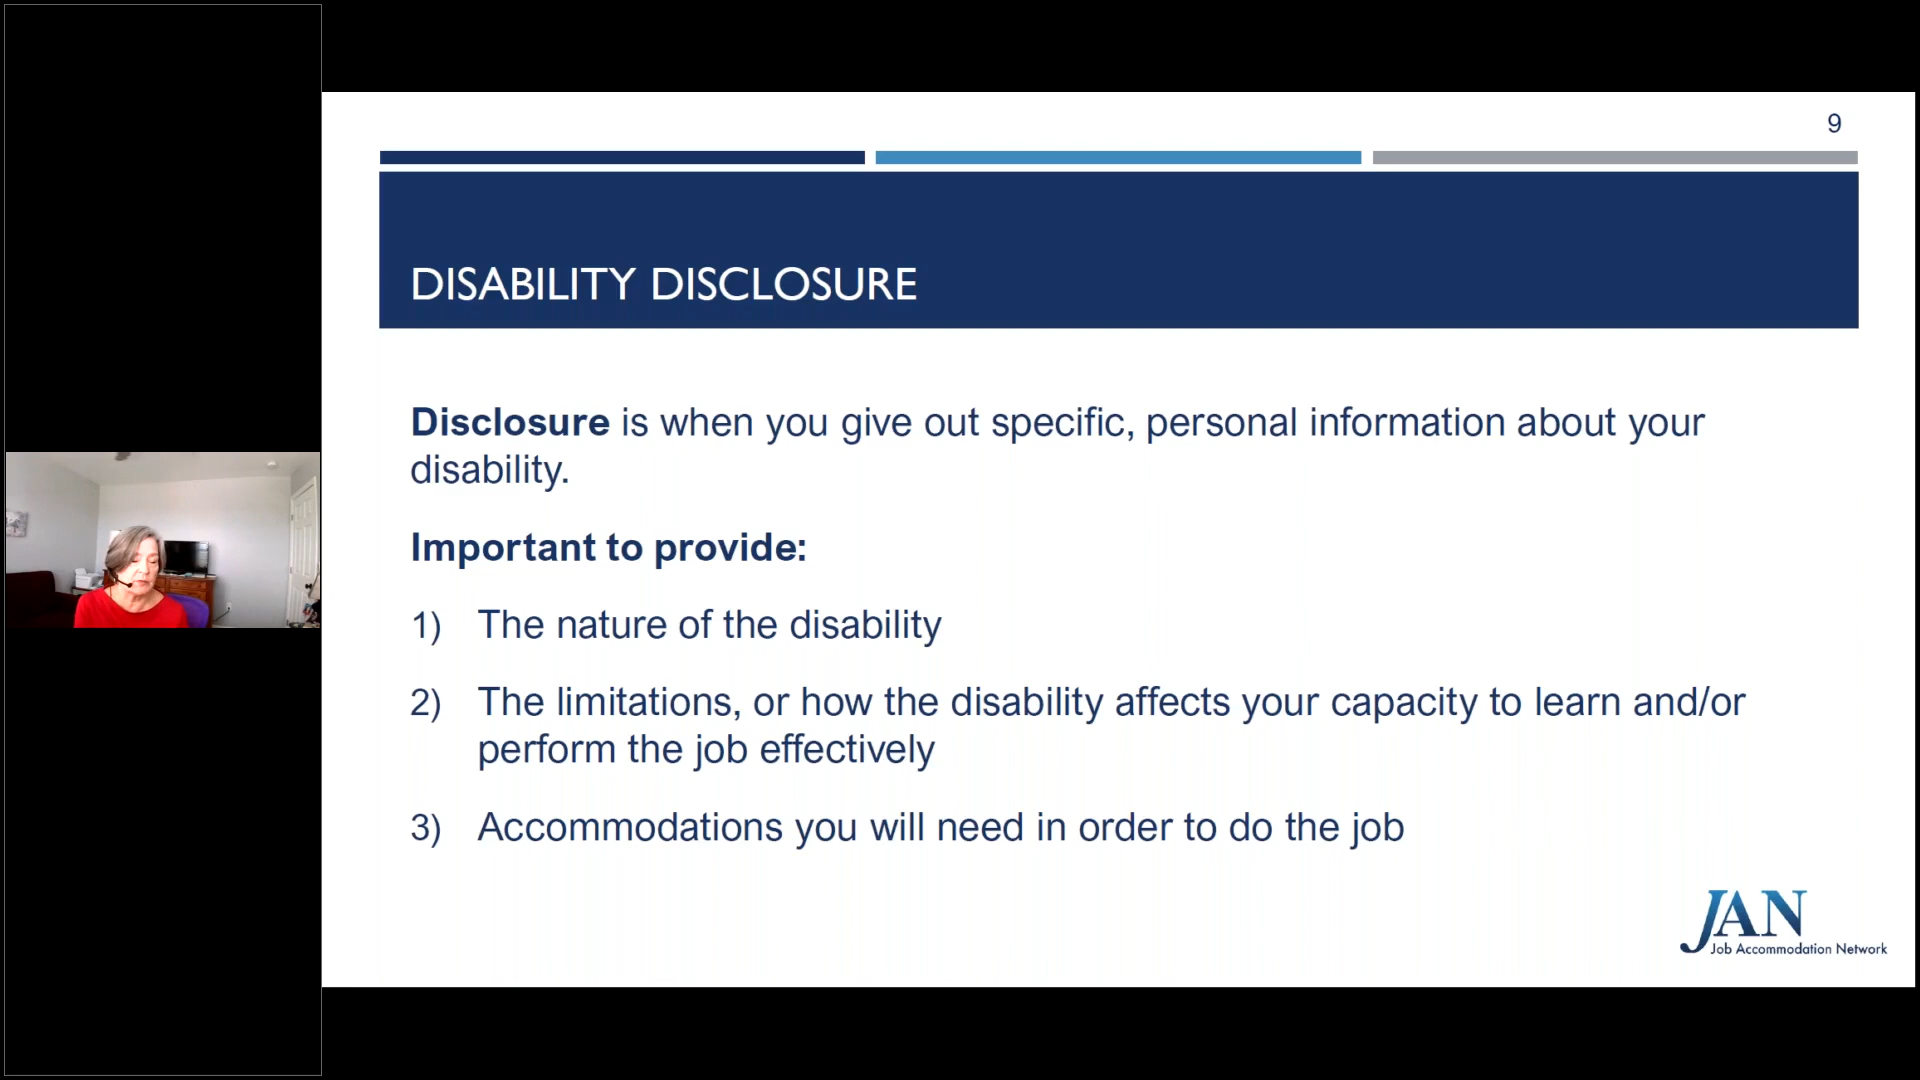 9
DISABILITY DISCLOSURE
Disclosure is when you give out specific, personal information about your
disability.
Important to provide:
1) The nature of the disability
2) The limitations, or how the disability affects your capacity to learn and/or
perform the job effectively
3) Accommodations you will need in order to do the job
JAN
Job Accommodation Network